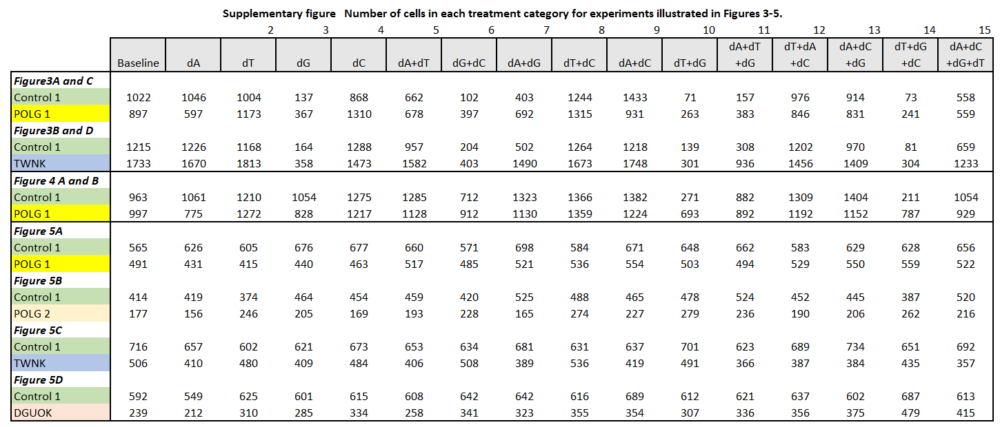 Supplementary figure Number of cells in each treatment category for experiments illustrated in Figures 3-5.
2 3 4 5 6 7 8 9 10 11 12 13 14 15
dA+dT dT+dA dA+dC dT+dG dA+dC
Baseline dA dT dG dC dA+dT dG+dC dA+dG dT+dC dA+dC dT+dG +dG +dC +dG +dC +dG+dT
Figure3A and C
Control 1 1022 1046 1004 137 868 662 102 403 1244 1433 71 157 976 914 73 558
POLG 1 897 597 1173 367 1310 678 397 692 1315 931 263 383 846 831 241 559
Figure3B and D
Control 1 1215 1226 1168 164 1288 957 204 502 1264 1218 139 308 1202 970 81 659
TWNK 1733 1670 1813 358 1473 1582 403 1490 1673 1748 301 936 1456 1409 304 1233
Figure 4 A and B
Control 1 963 1061 1210 1054 1275 1285 712 1323 1366 1382 271 882 1309 1404 211 1054
POLG 1 997 775 1272 828 1217 1128 912 1130 1359 1224 693 892 1192 1152 787 929
Figure 5A
Control 1 565 626 605 676 677 660 571 698 584 671 648 662 583 629 628 656
POLG 1 491 431 415 440 463 517 485 521 536 554 503 494 529 550 559 522
Figure 5B
Control 1 414 419 374 464 454 459 420 525 488 465 478 524 452 445 387 520
POLG 2 177 156 246 205 169 193 228 165 274 227 279 236 190 206 262 216
Figure 5C
Control 1 716 657 602 621 673 653 634 681 631 637 701 623 689 734 651 692
TWNK 506 410 480 409 484 406 508 389 536 419 491 366 387 384 435 357
Figure 5D
Control 1 592 549 625 601 615 608 642 642 616 689 612 621 637 602 687 613
DGUOK 239 212 310 285 334 258 341 323 355 354 307 336 356 375 479 415